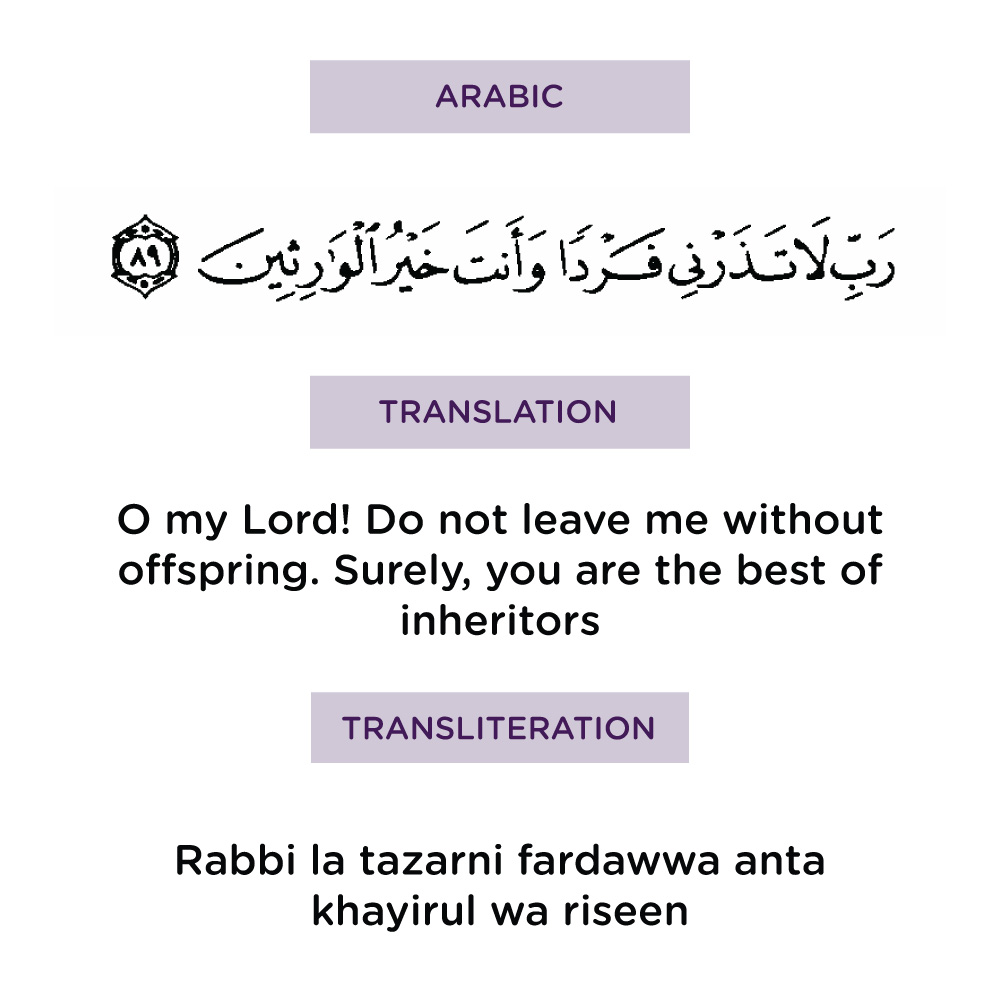 ARABIC
رَبِّ لَا تَذَرْنِي فَرْدًا وَأَنتَ خَيْرُ ٱلْوَٰرِثِينَ ٨٩
TRANSLATION
O my Lord! Do not leave me without
offspring. Surely, you are the best of
inheritors
TRANSLITERATION
Rabbi la tazarni fardawwa anta
khayirul wa riseen